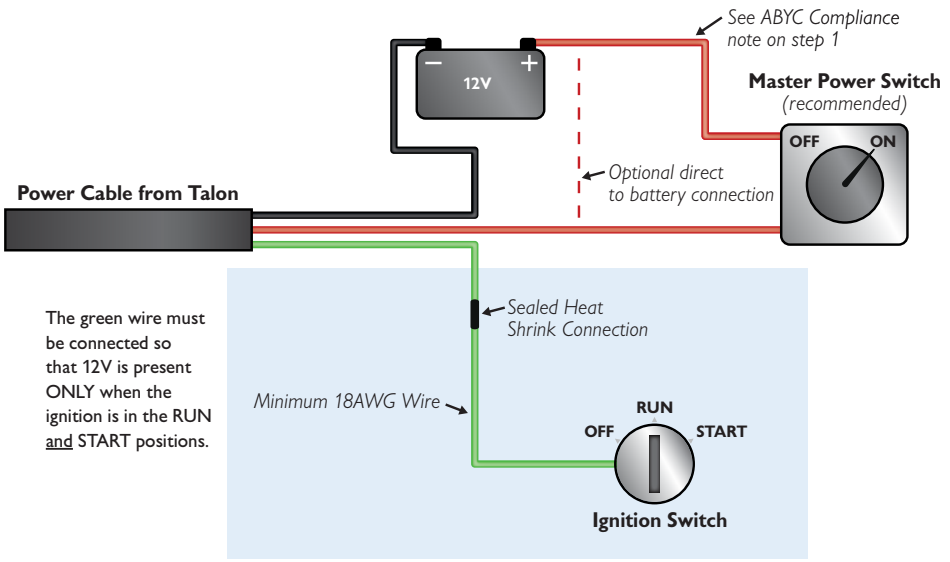 See ABYC Compliance
note on step 1
Master Power Switch
(recommended)
OFF
ON
– +
12V
Optional direct
to battery connection
Power Cable from Talon
Sealed Heat
Shrink Connection
The green wire must
be connected so
that 12V is present
ONLY when the
ignition is in the RUN
and START positions.
Minimum 18AWG Wire
RUN
OFF
START
Ignition Switch